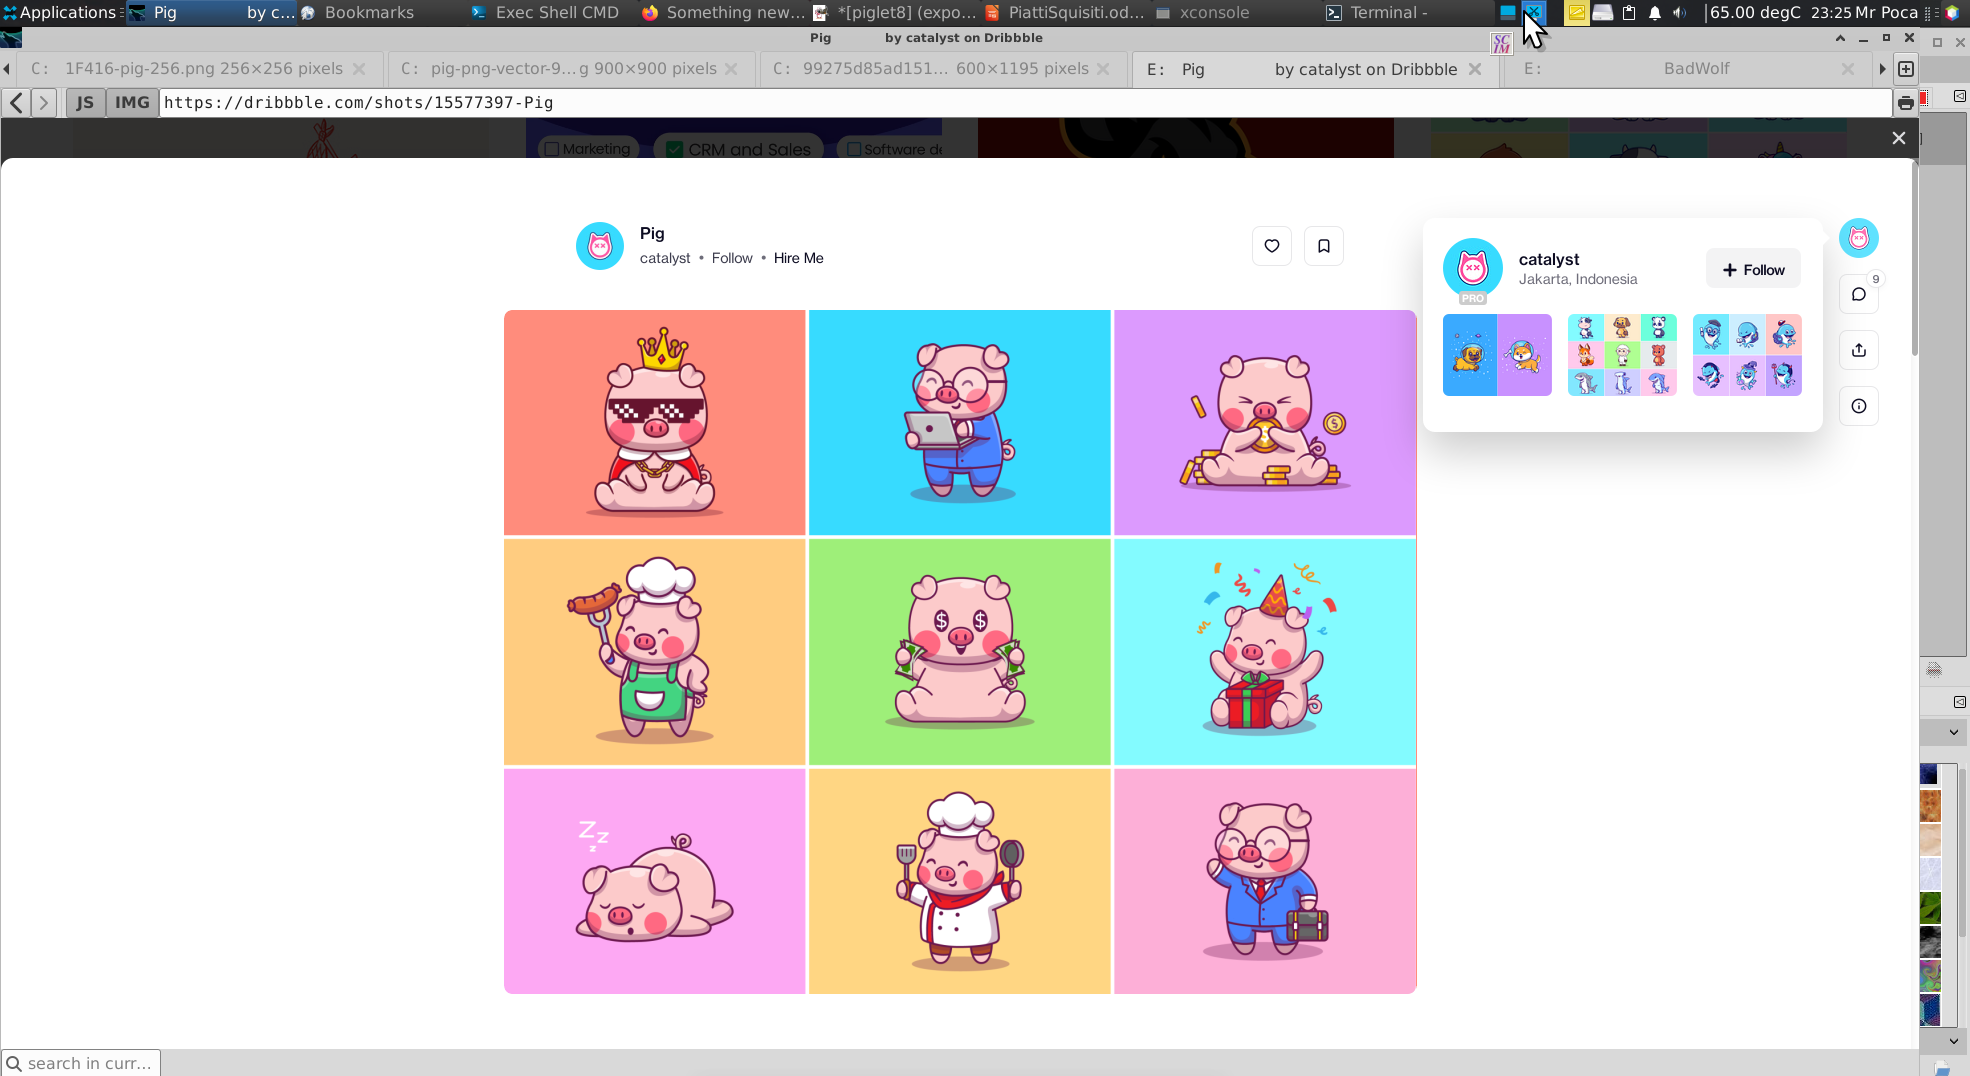 Applications
Pig by c...
Bookmarks
Exec Shell CMD
Something new...
*[piglet8] (expo...
PiattiSquisiti.od...
xconsole
Terminal -
65.00 degC
23:25 Mr Poca
Pig by catalyst on Dribbble
SCIM
C: 1F416-pig-256.png 256×256 pixels
C: pig-png-vector-9...g 900×900 pixels
C: 99275d85ad151... 600×1195 pixels
E: Pig by catalyst on Dribbble
E: BadWolf
JS
IMG
https://dribbble.com/shots/15577397-Pig
Marketing
CRM and Sales
Software de
Pig
catalyst • Follow • Hire Me
catalyst
Jakarta, Indonesia
PRO
+ Follow
9
$
$ $
Zzz
search in curr...